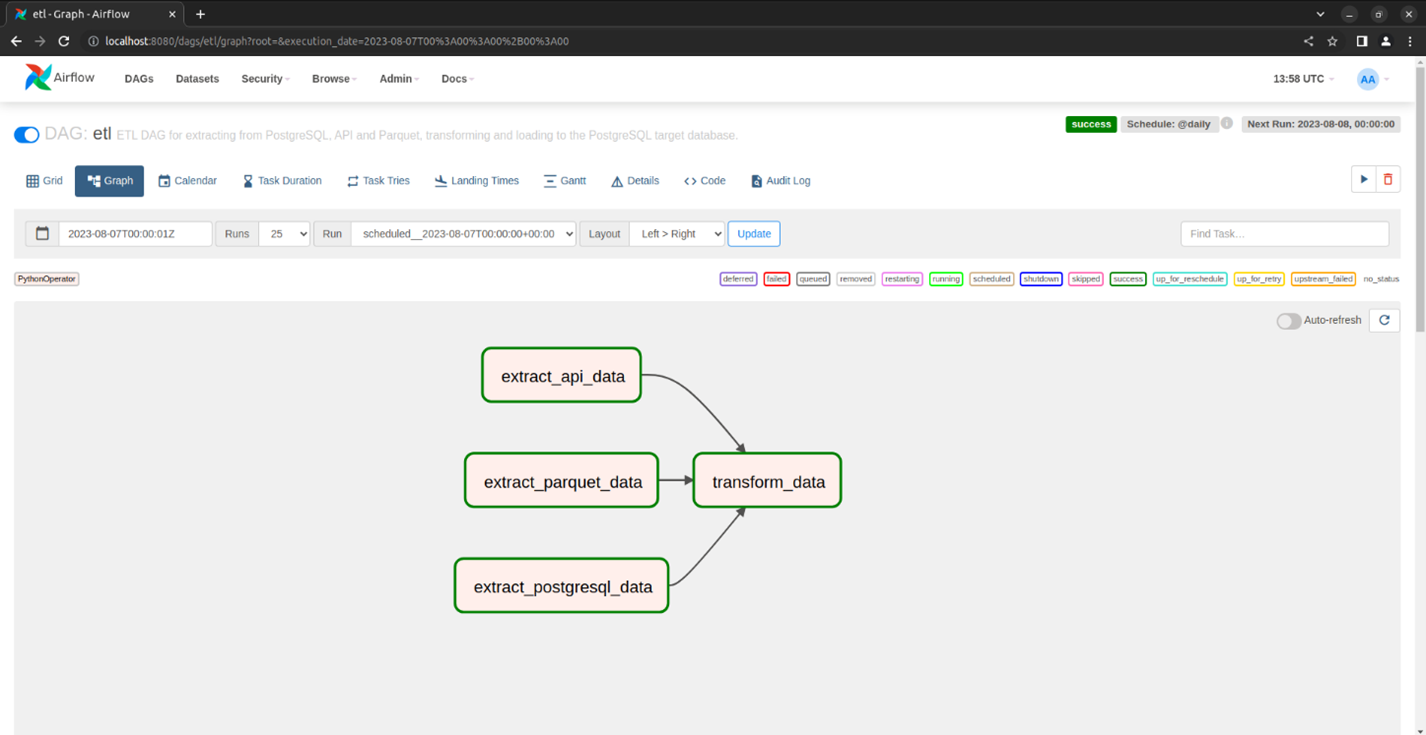 etl - Graph - Airflow
localhost:8080/dags/etl/graph?root=&execution_date=2023-08-07T00%3A00%3A00%2B00%3A00
Airflow DAGs Datasets Security Browse Admin Docs 13:58 UTC AA
DAG: etl ETL DAG for extracting from PostgreSQL, API and Parquet, transforming and loading to the PostgreSQL target database.
success Schedule: @daily Next Run: 2023-08-08, 00:00:00
Grid Graph Calendar Task Duration Task Tries Landing Times Gantt Details Code Audit Log
2023-08-07T00:00:01Z Runs 25 Run scheduled__2023-08-07T00:00:00+00:00 Layout Left > Right Update Find Task...
PythonOperator deferred failed queued removed restarting running scheduled shutdown skipped success up_for_reschedule up_for_retry upstream_failed no_status
Auto-refresh
extract_api_data
extract_parquet_data transform_data
extract_postgresql_data